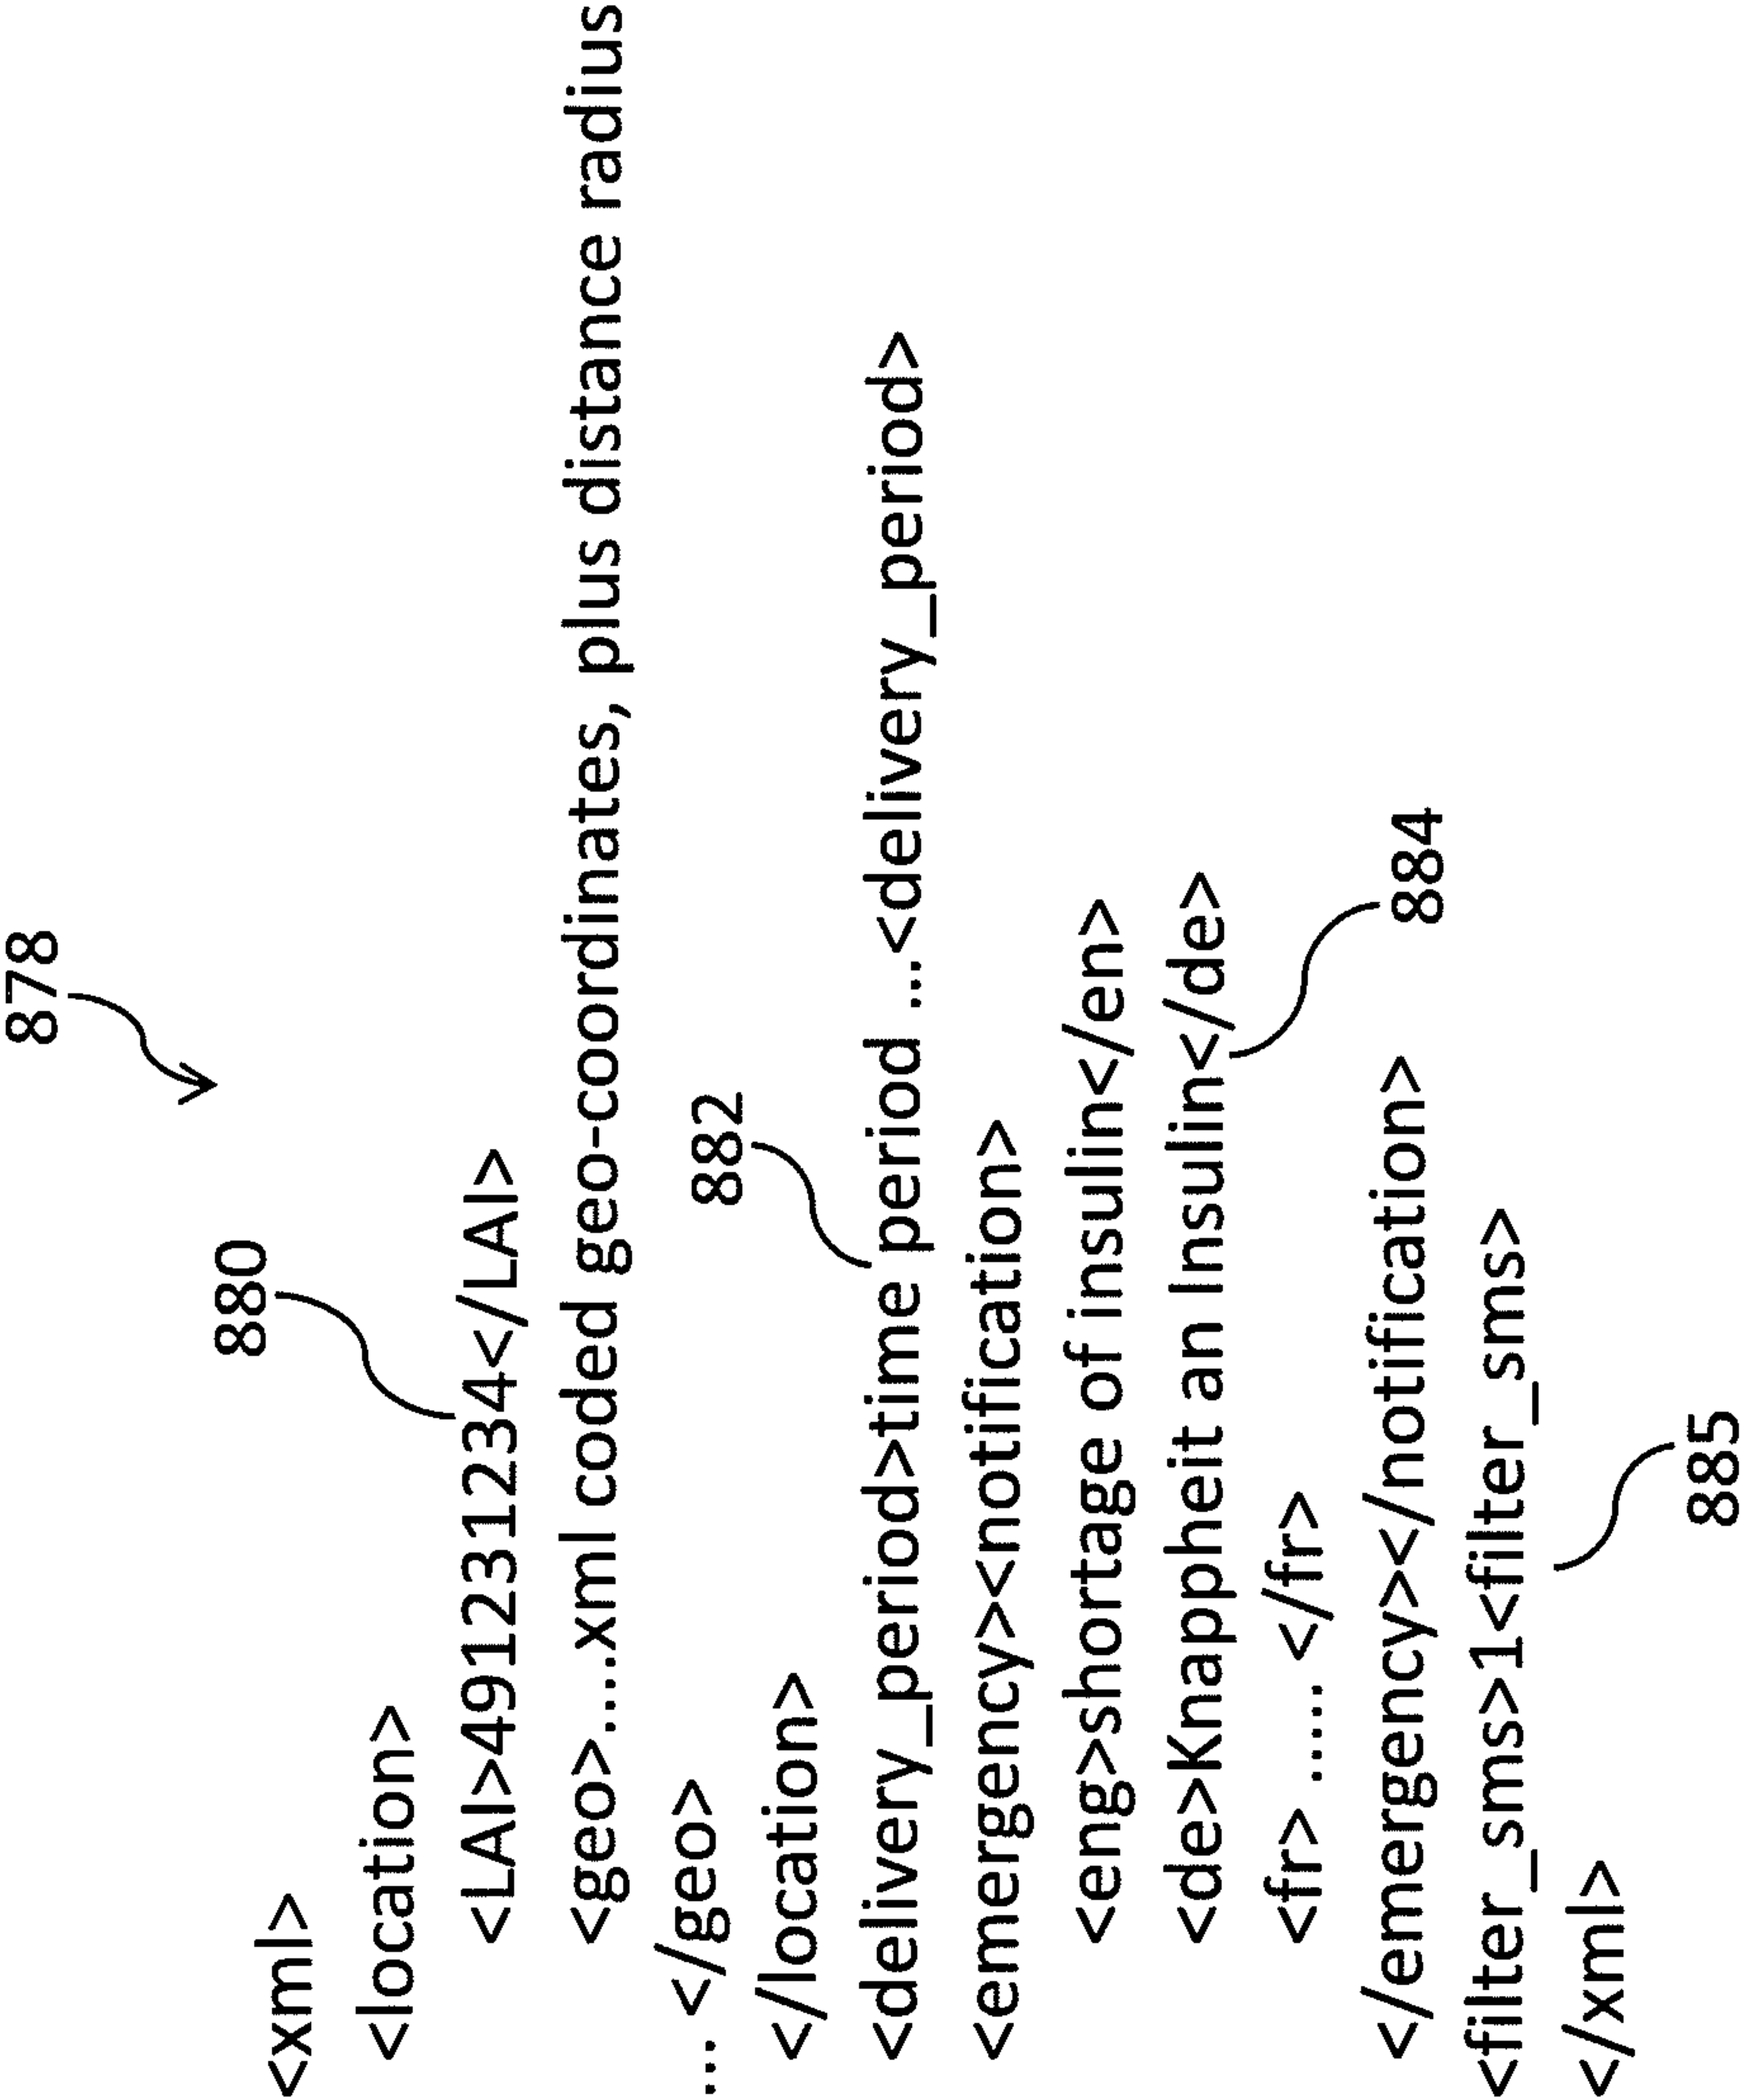 878
<xml>
880
<location>
<LAI>491231234</LAI>
<geo>....xml coded geo-coordinates, plus distance radius
... </geo>
882
</location>
<delivery_period>time period ...<delivery_period>
<emergency><notification>
<eng>shortage of insulin</en>
<de>Knappheit an Insulin</de>
<fr> .... </fr>
884
</emergency></notification>
<filter_sms>1<filter_sms>
</xml>
885